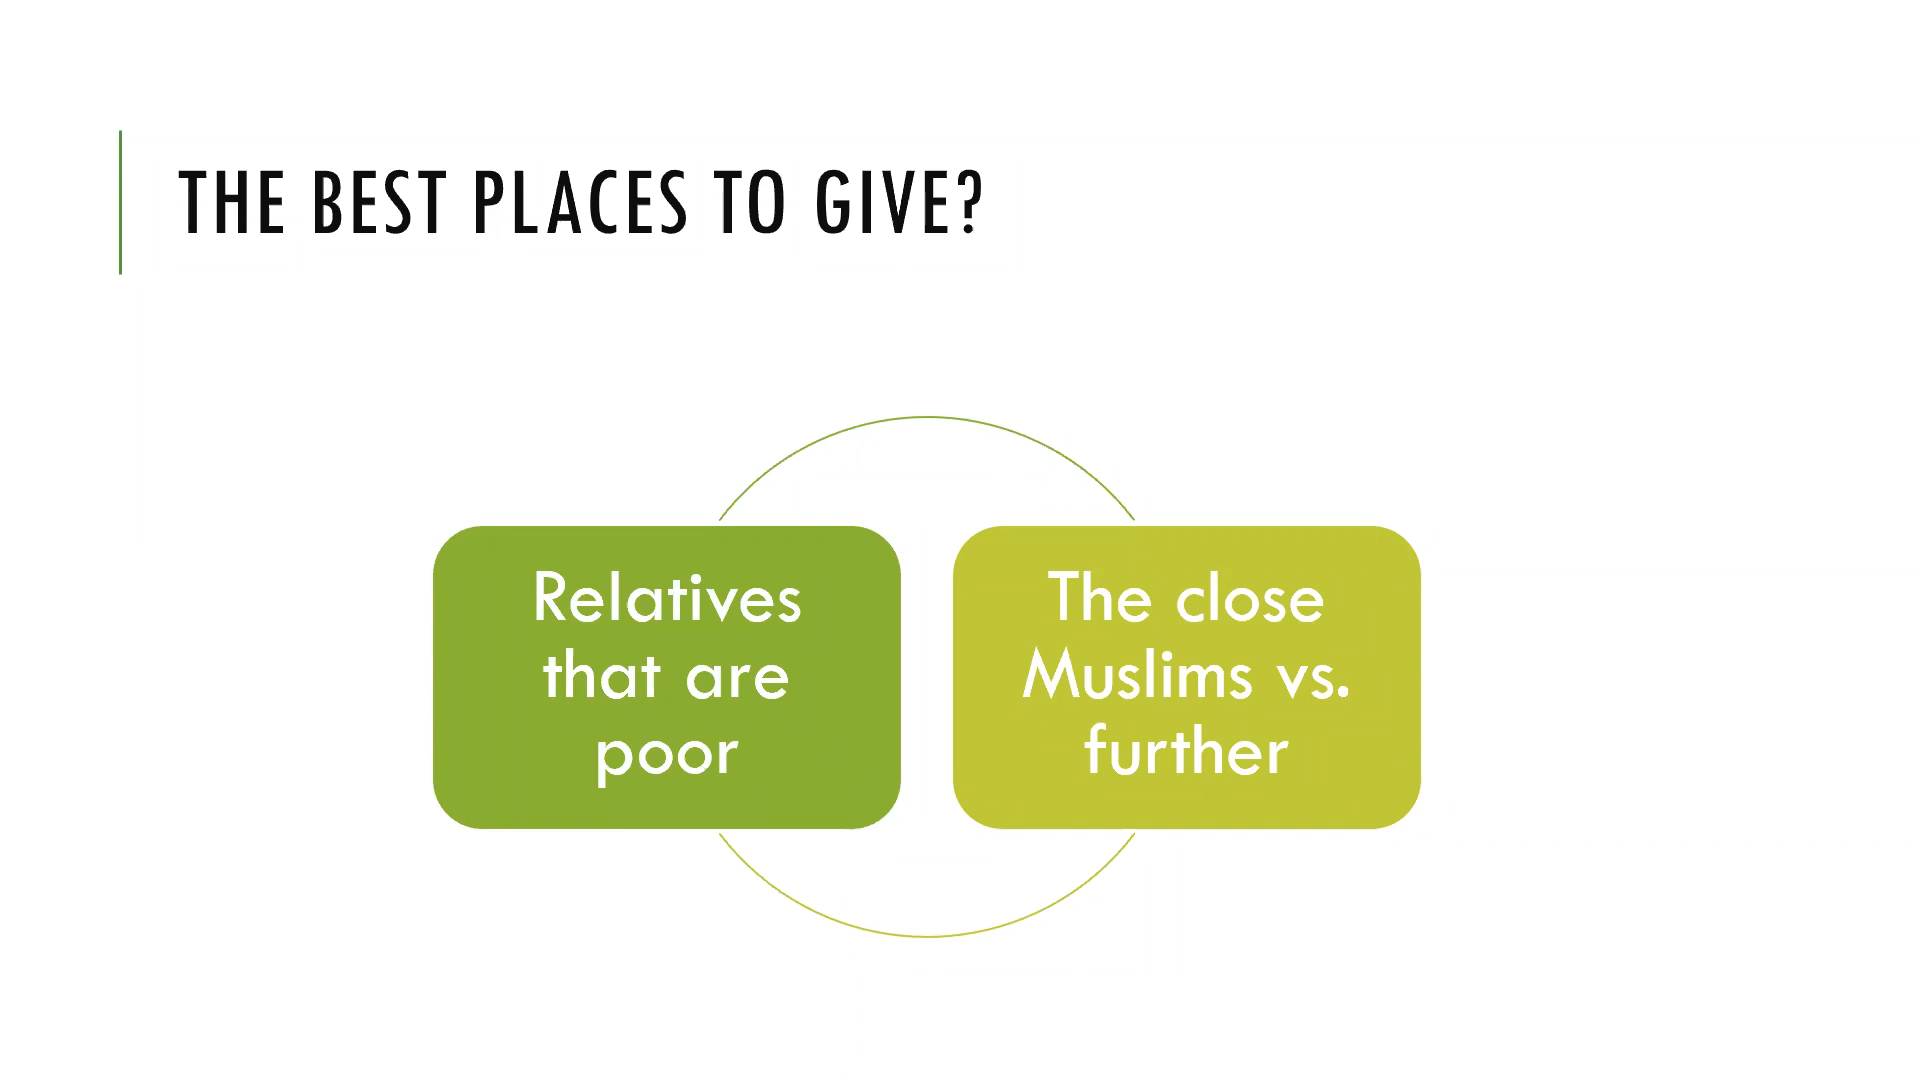 THE BEST PLACES TO GIVE?
Relatives
that are
poor
The close
Muslims vs.
further